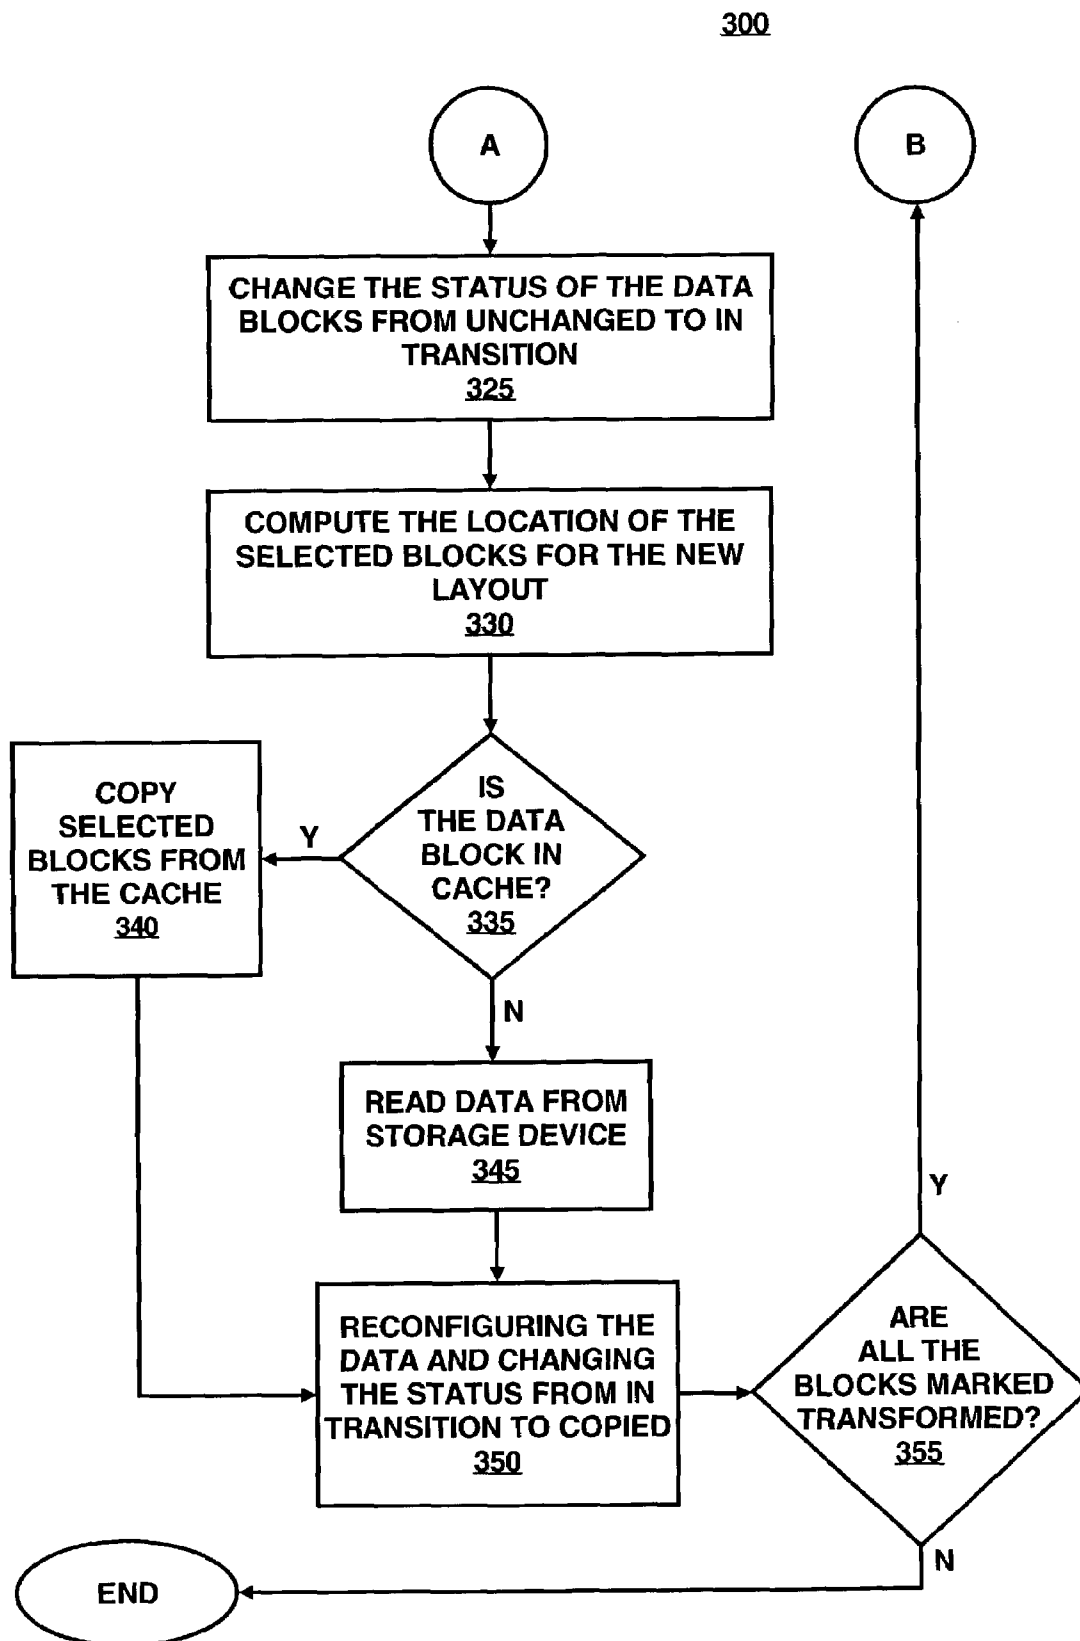 300
A
B
CHANGE THE STATUS OF THE DATA
BLOCKS FROM UNCHANGED TO IN
TRANSITION
325
COMPUTE THE LOCATION OF THE
SELECTED BLOCKS FOR THE NEW
LAYOUT
330
IS
THE DATA
BLOCK IN
CACHE?
335
Y
COPY
SELECTED
BLOCKS FROM
THE CACHE
340
N
READ DATA FROM
STORAGE DEVICE
345
RECONFIGURING THE
DATA AND CHANGING
THE STATUS FROM IN
TRANSITION TO COPIED
350
Y
ARE
ALL THE
BLOCKS MARKED
TRANSFORMED?
355
N
END